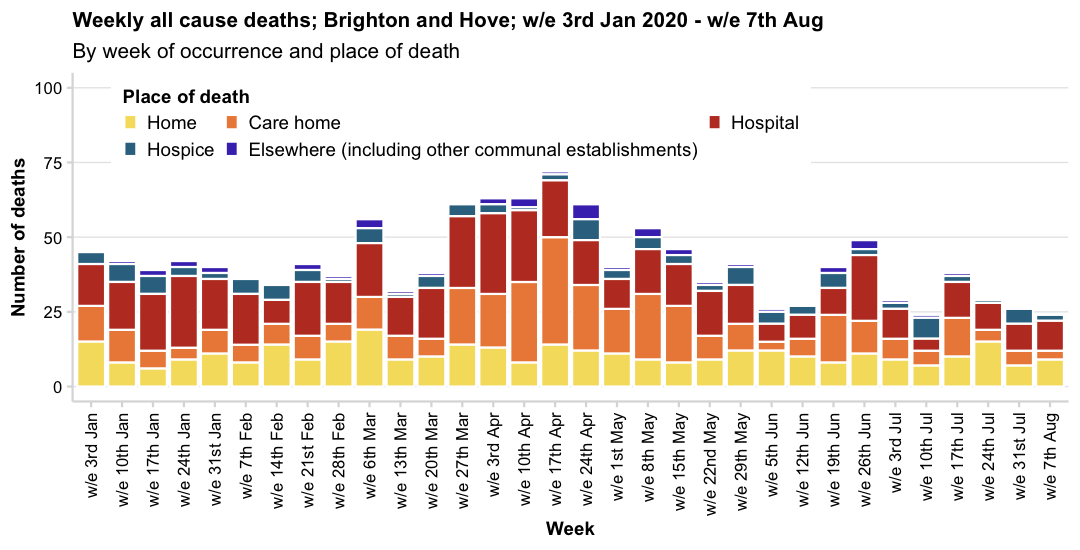 Weekly all cause deaths; Brighton and Hove; w/e 3rd Jan 2020 - w/e 7th Aug
By week of occurrence and place of death
Number of deaths
100
75
50
25
0
Place of death
Home
Care home
Hospital
Hospice
Elsewhere (including other communal establishments)
w/e 3rd Jan
w/e 10th Jan
w/e 17th Jan
w/e 24th Jan
w/e 31st Jan
w/e 7th Feb
w/e 14th Feb
w/e 21st Feb
w/e 28th Feb
w/e 6th Mar
w/e 13th Mar
w/e 20th Mar
w/e 27th Mar
w/e 3rd Apr
w/e 10th Apr
w/e 17th Apr
w/e 24th Apr
w/e 1st May
w/e 8th May
w/e 15th May
w/e 22nd May
w/e 29th May
w/e 5th Jun
w/e 12th Jun
w/e 19th Jun
w/e 26th Jun
w/e 3rd Jul
w/e 10th Jul
w/e 17th Jul
w/e 24th Jul
w/e 31st Jul
w/e 7th Aug
Week